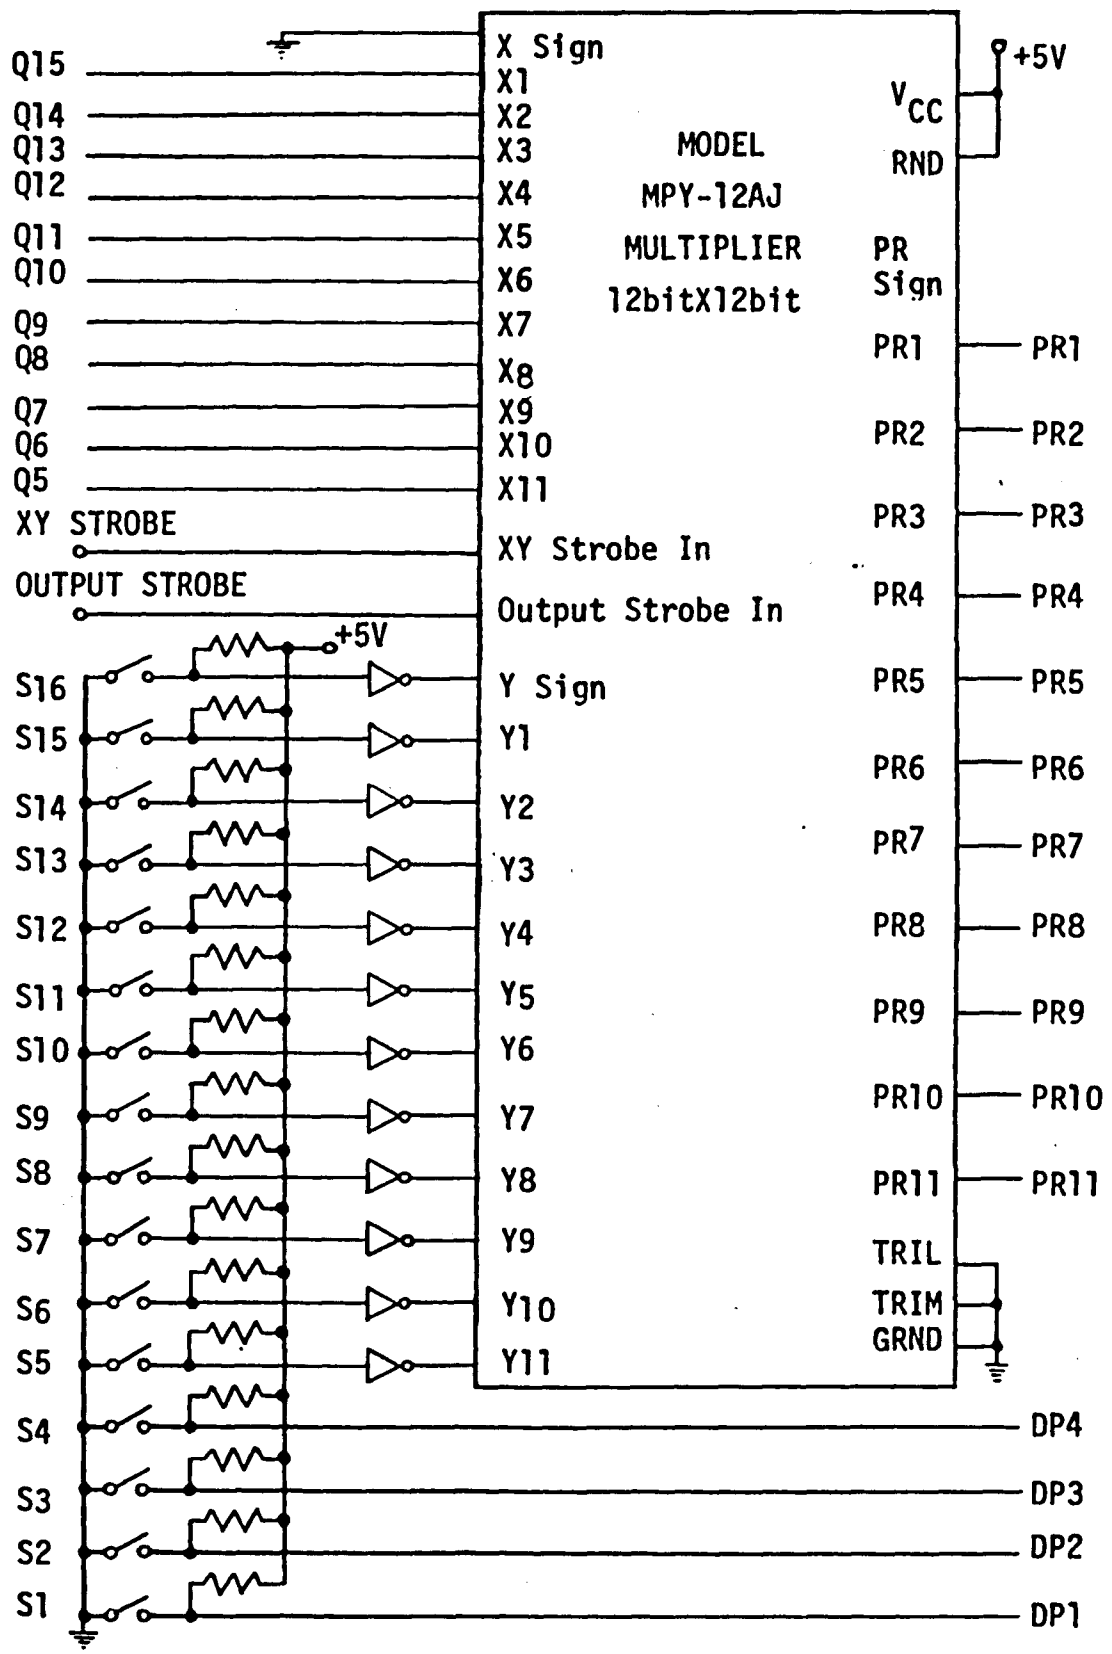 Q15
Q14
Q13
Q12
Q11
Q10
Q9
Q8
Q7
Q6
Q5
XY STROBE
OUTPUT STROBE
+5V
S16
S15
S14
S13
S12
S11
S10
S9
S8
S7
S6
S5
S4
S3
S2
S1
X Sign
X1
X2
X3
X4
X5
X6
X7
X8
X9
X10
X11
XY Strobe In
Output Strobe In
Y Sign
Y1
Y2
Y3
Y4
Y5
Y6
Y7
Y8
Y9
Y10
Y11
MODEL
MPY-12AJ
MULTIPLIER
12bitX12bit
VCC
RND
PR
Sign
PR1
PR2
PR3
PR4
PR5
PR6
PR7
PR8
PR9
PR10
PR11
TRIL
TRIM
GRND
+5V
PR1
PR2
PR3
PR4
PR5
PR6
PR7
PR8
PR9
PR10
PR11
DP4
DP3
DP2
DP1